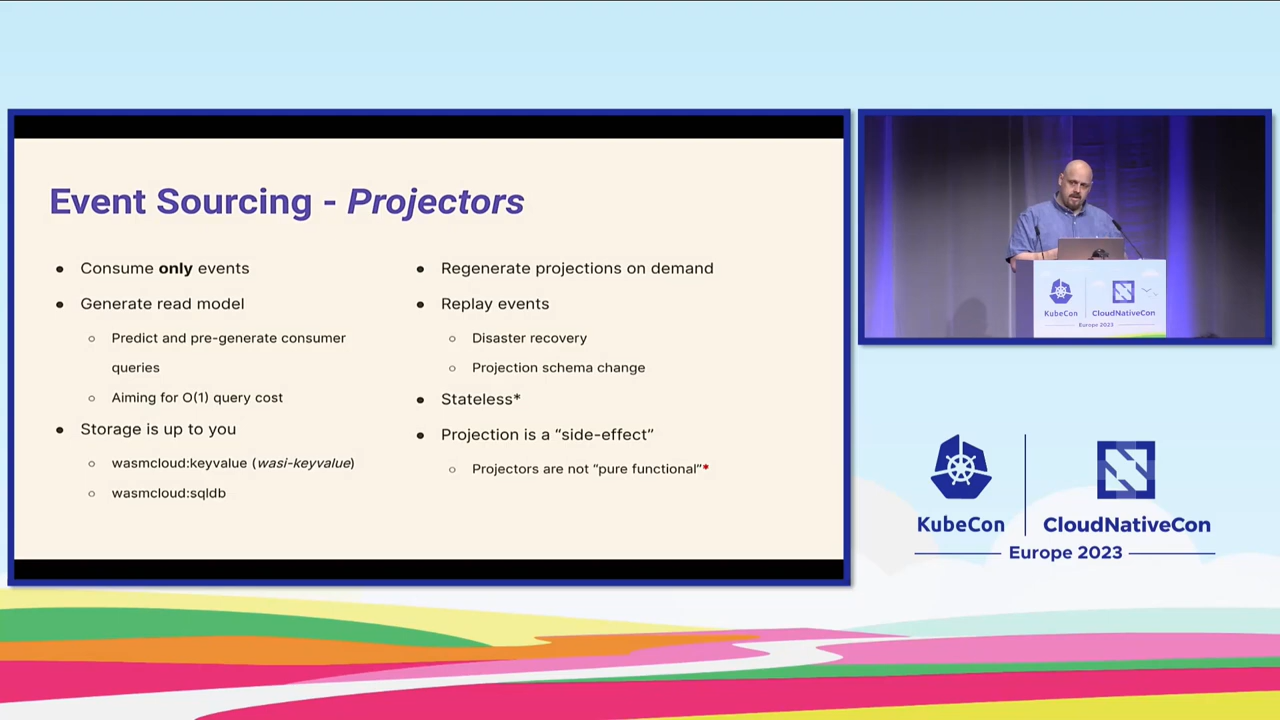 Event Sourcing - Projectors
Consume only events
Generate read model
Predict and pre-generate consumer
queries
Aiming for O(1) query cost
Storage is up to you
wasmcloud:keyvalue (wasi-keyvalue)
wasmcloud:sqldb
Regenerate projections on demand
Replay events
Disaster recovery
Projection schema change
Stateless*
Projection is a “side-effect”
Projectors are not “pure functional”*
KubeCon
CloudNativeCon
Europe 2023
KubeCon
CloudNativeCon
Europe 2023